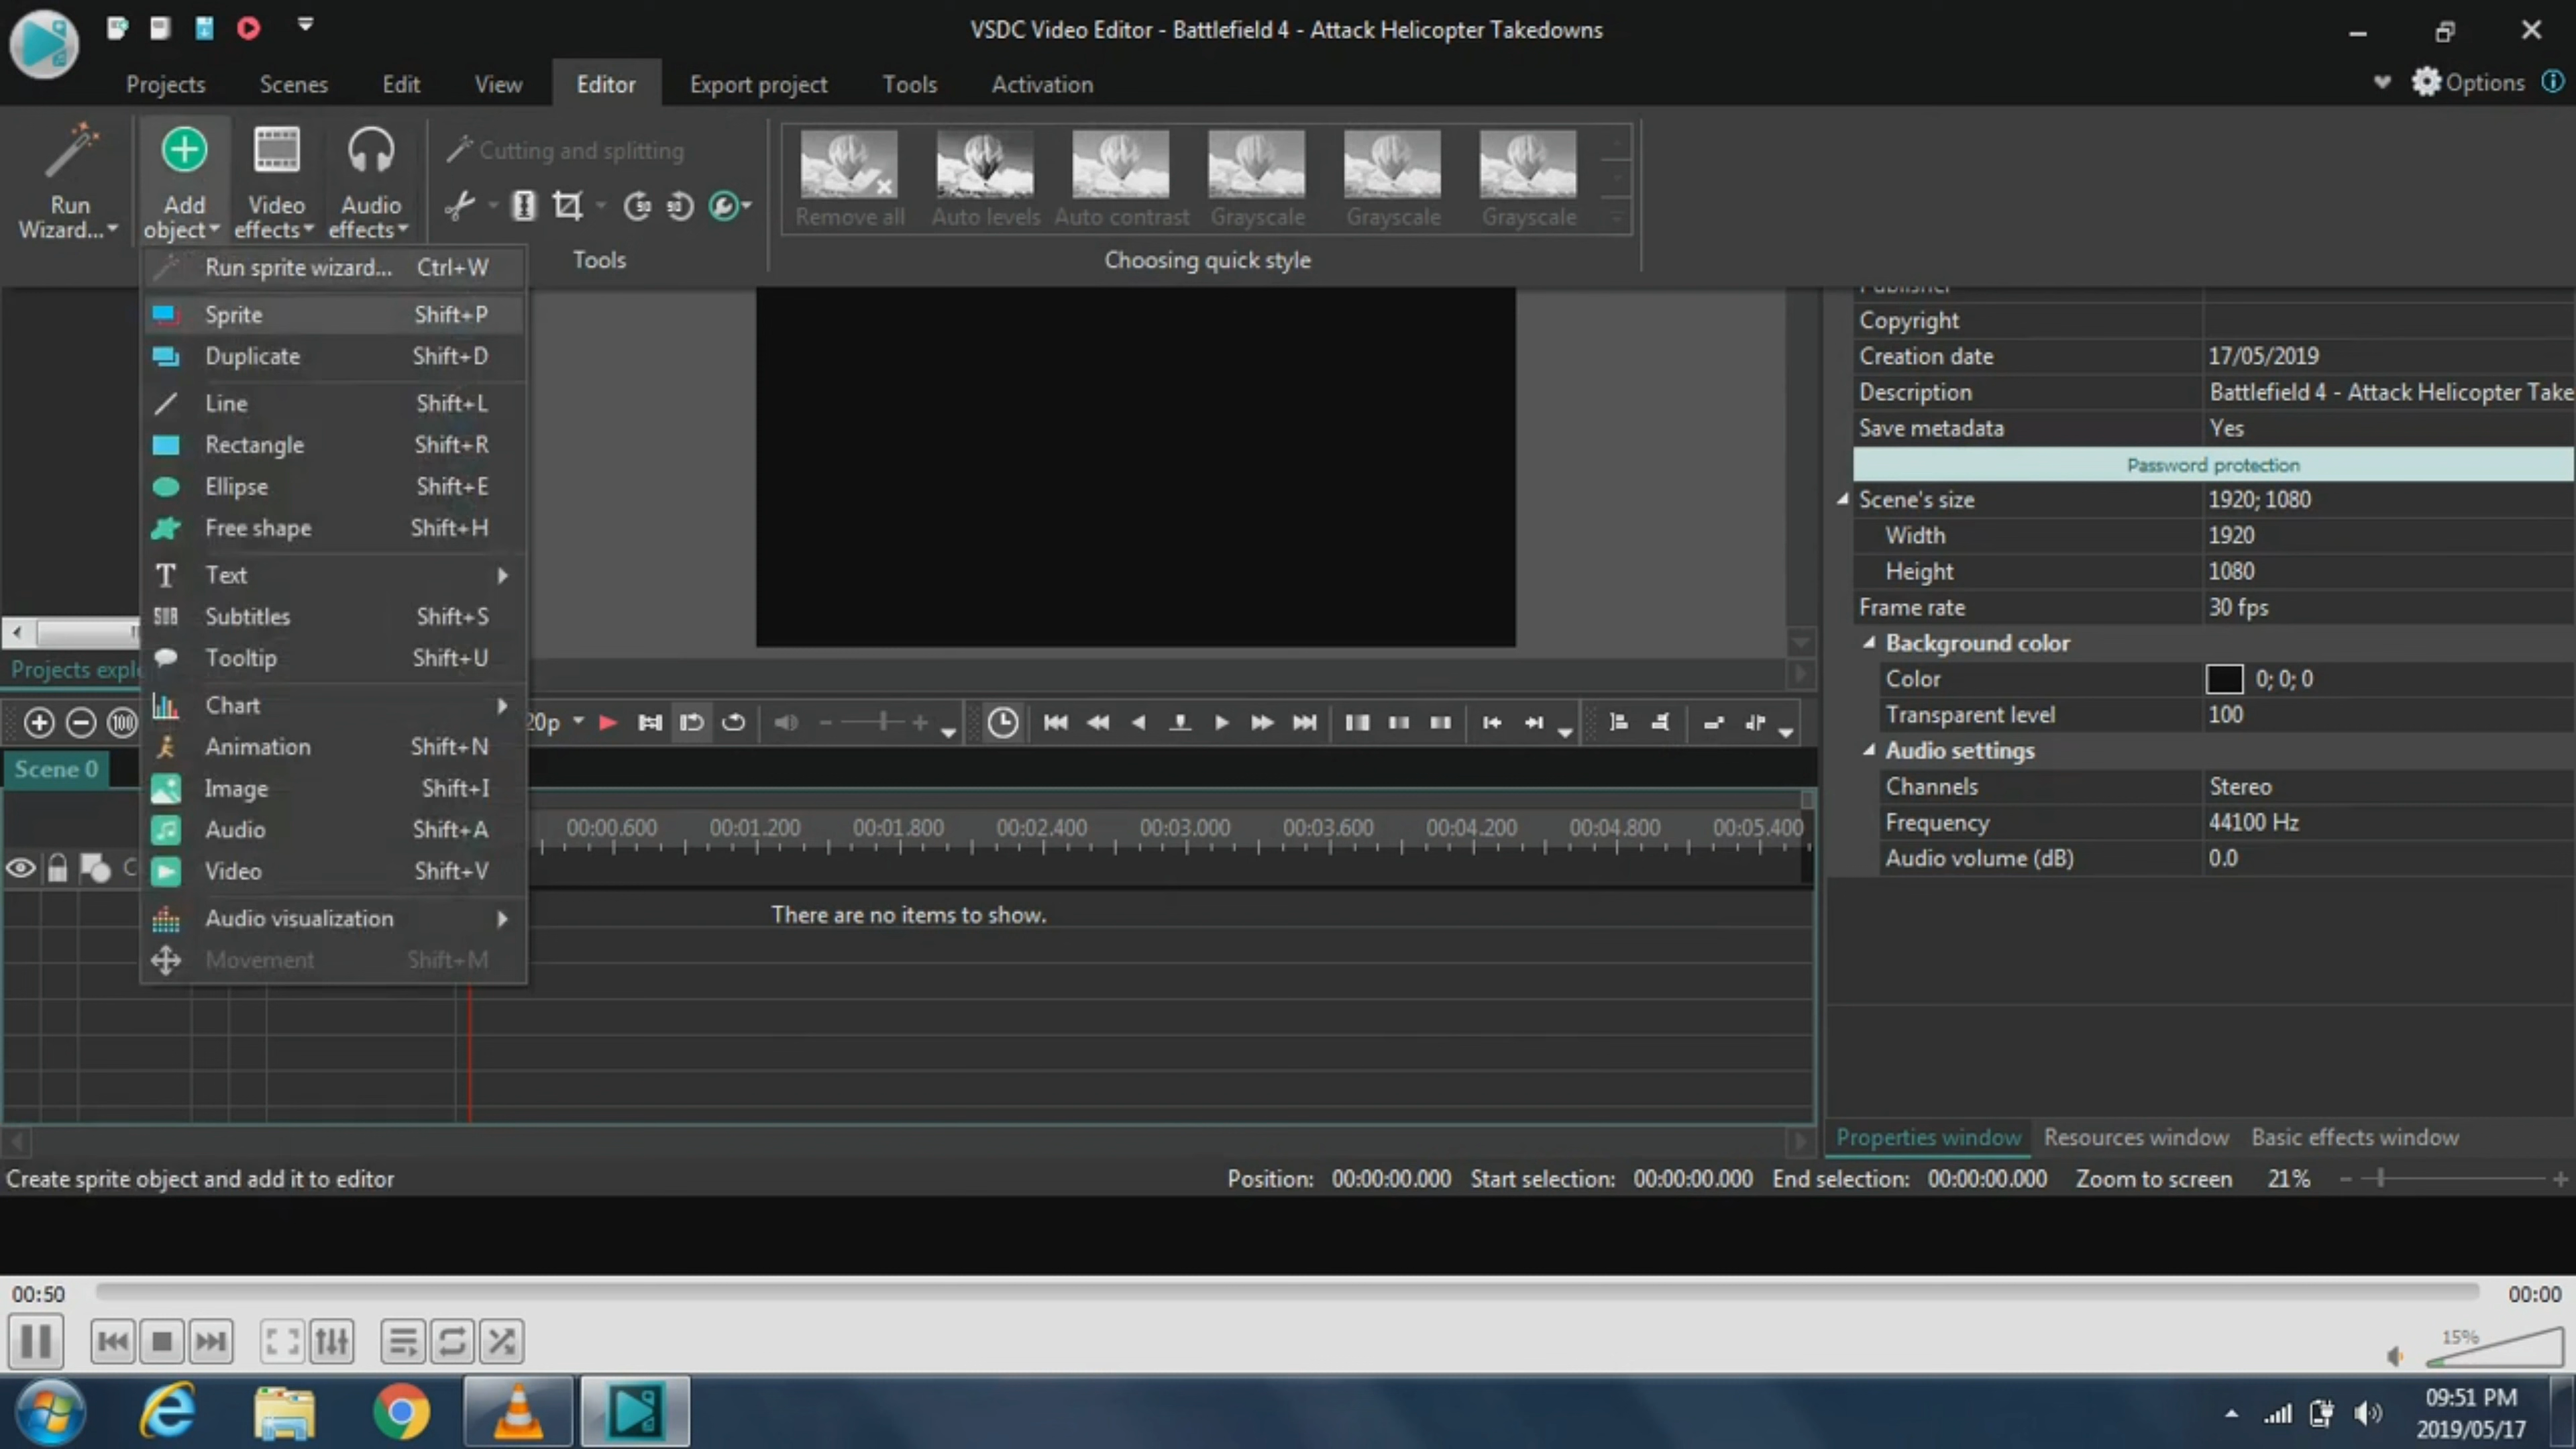 VSDC Video Editor - Battlefield 4 - Attack Helicopter Takedowns
Projects Scenes Edit View Editor Export project Tools Activation Options
Run Wizard...
Add object
Video effects
Audio effects
Cutting and splitting
Tools
Remove all Auto levels Auto contrast Grayscale Grayscale Grayscale
Choosing quick style
Run sprite wizard... Ctrl+W
Sprite Shift+P
Duplicate Shift+D
Line Shift+L
Rectangle Shift+R
Ellipse Shift+E
Free shape Shift+H
Text
Subtitles Shift+S
Tooltip Shift+U
Chart
Animation Shift+N
Image Shift+I
Audio Shift+A
Video Shift+V
Audio visualization
Movement Shift+M
Projects explo
20p
Scene 0
00:00.600 00:01.200 00:01.800 00:02.400 00:03.000 00:03.600 00:04.200 00:04.800 00:05.400
There are no items to show.
Copyright
Creation date 17/05/2019
Description Battlefield 4 - Attack Helicopter Take
Save metadata Yes
Password protection
Scene's size 1920; 1080
Width 1920
Height 1080
Frame rate 30 fps
Background color
Color 0; 0; 0
Transparent level 100
Audio settings
Channels Stereo
Frequency 44100 Hz
Audio volume (dB) 0.0
Properties window Resources window Basic effects window
Create sprite object and add it to editor
Position: 00:00:00.000 Start selection: 00:00:00.000 End selection: 00:00:00.000 Zoom to screen 21%
00:50 00:00
15%
09:51 PM
2019/05/17